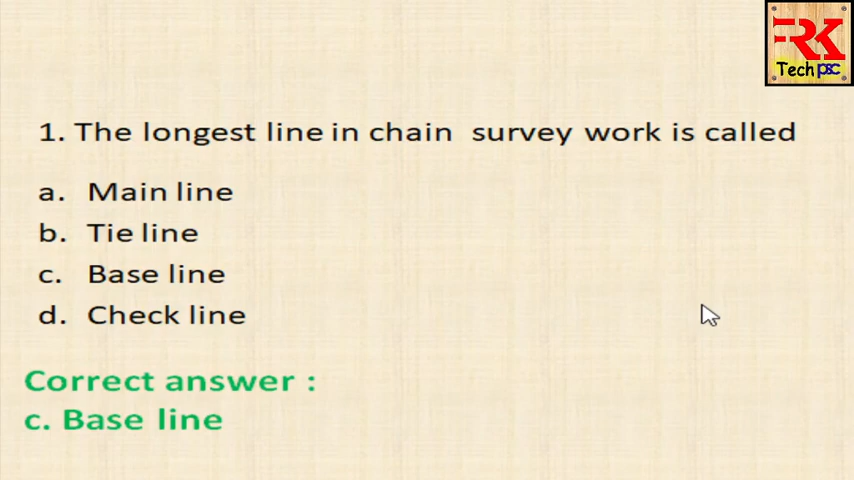 RK
Tech psc
1. The longest line in chain survey work is called
a. Main line
b. Tie line
c. Base line
d. Check line
Correct answer :
c. Base line